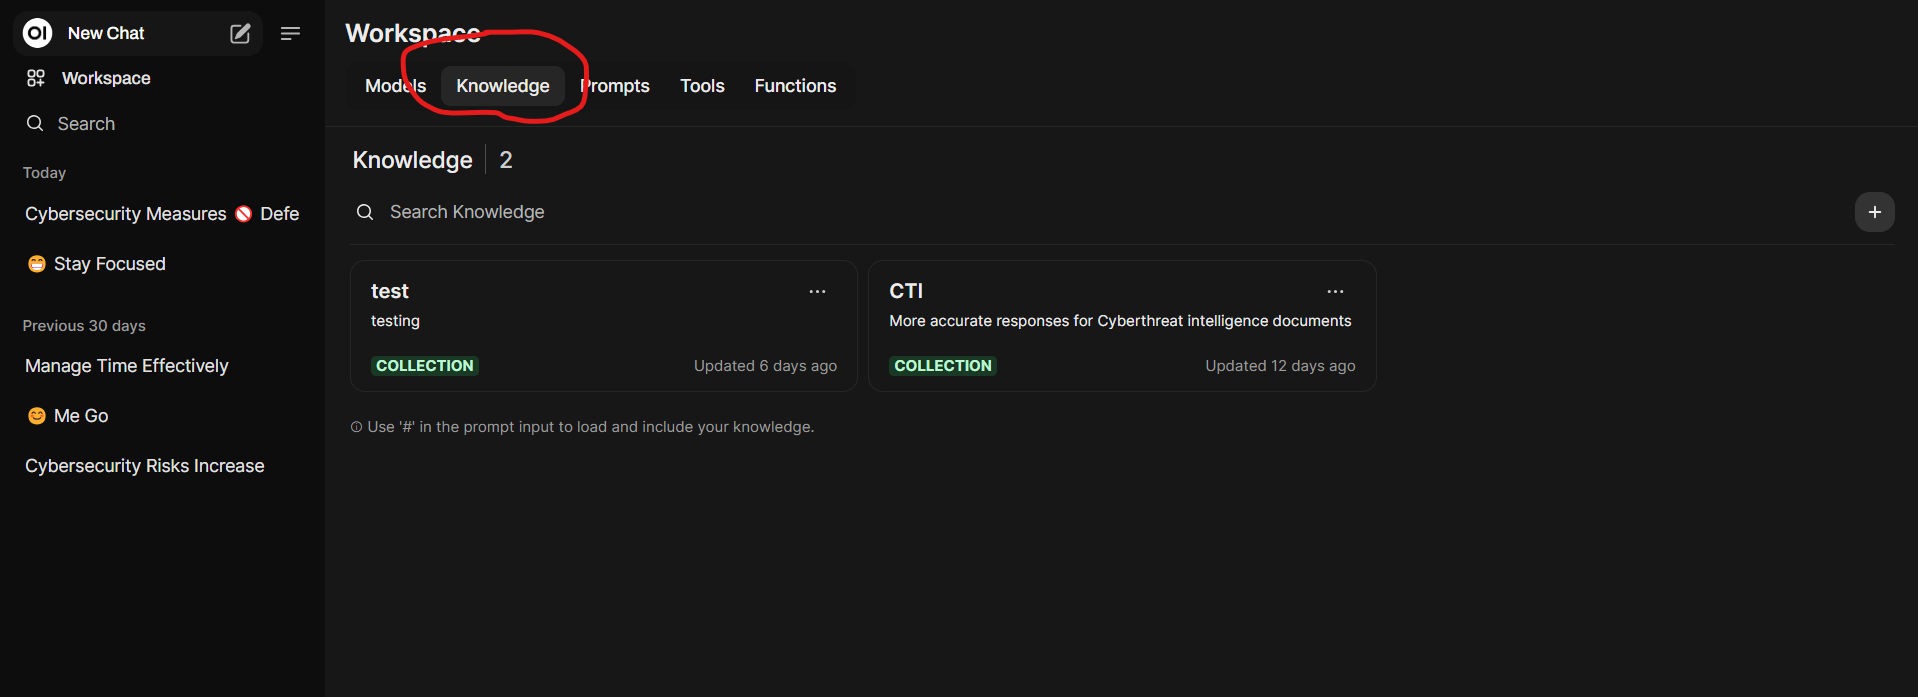 OI New Chat
Workspace
Search
Today
Cybersecurity Measures 🚫 Defe
😁 Stay Focused
Previous 30 days
Manage Time Effectively
😊 Me Go
Cybersecurity Risks Increase
Workspace
Models Knowledge Prompts Tools Functions
Knowledge 2
Search Knowledge
+
test
testing
COLLECTION Updated 6 days ago
CTI
More accurate responses for Cyberthreat intelligence documents
COLLECTION Updated 12 days ago
Use '#' in the prompt input to load and include your knowledge.